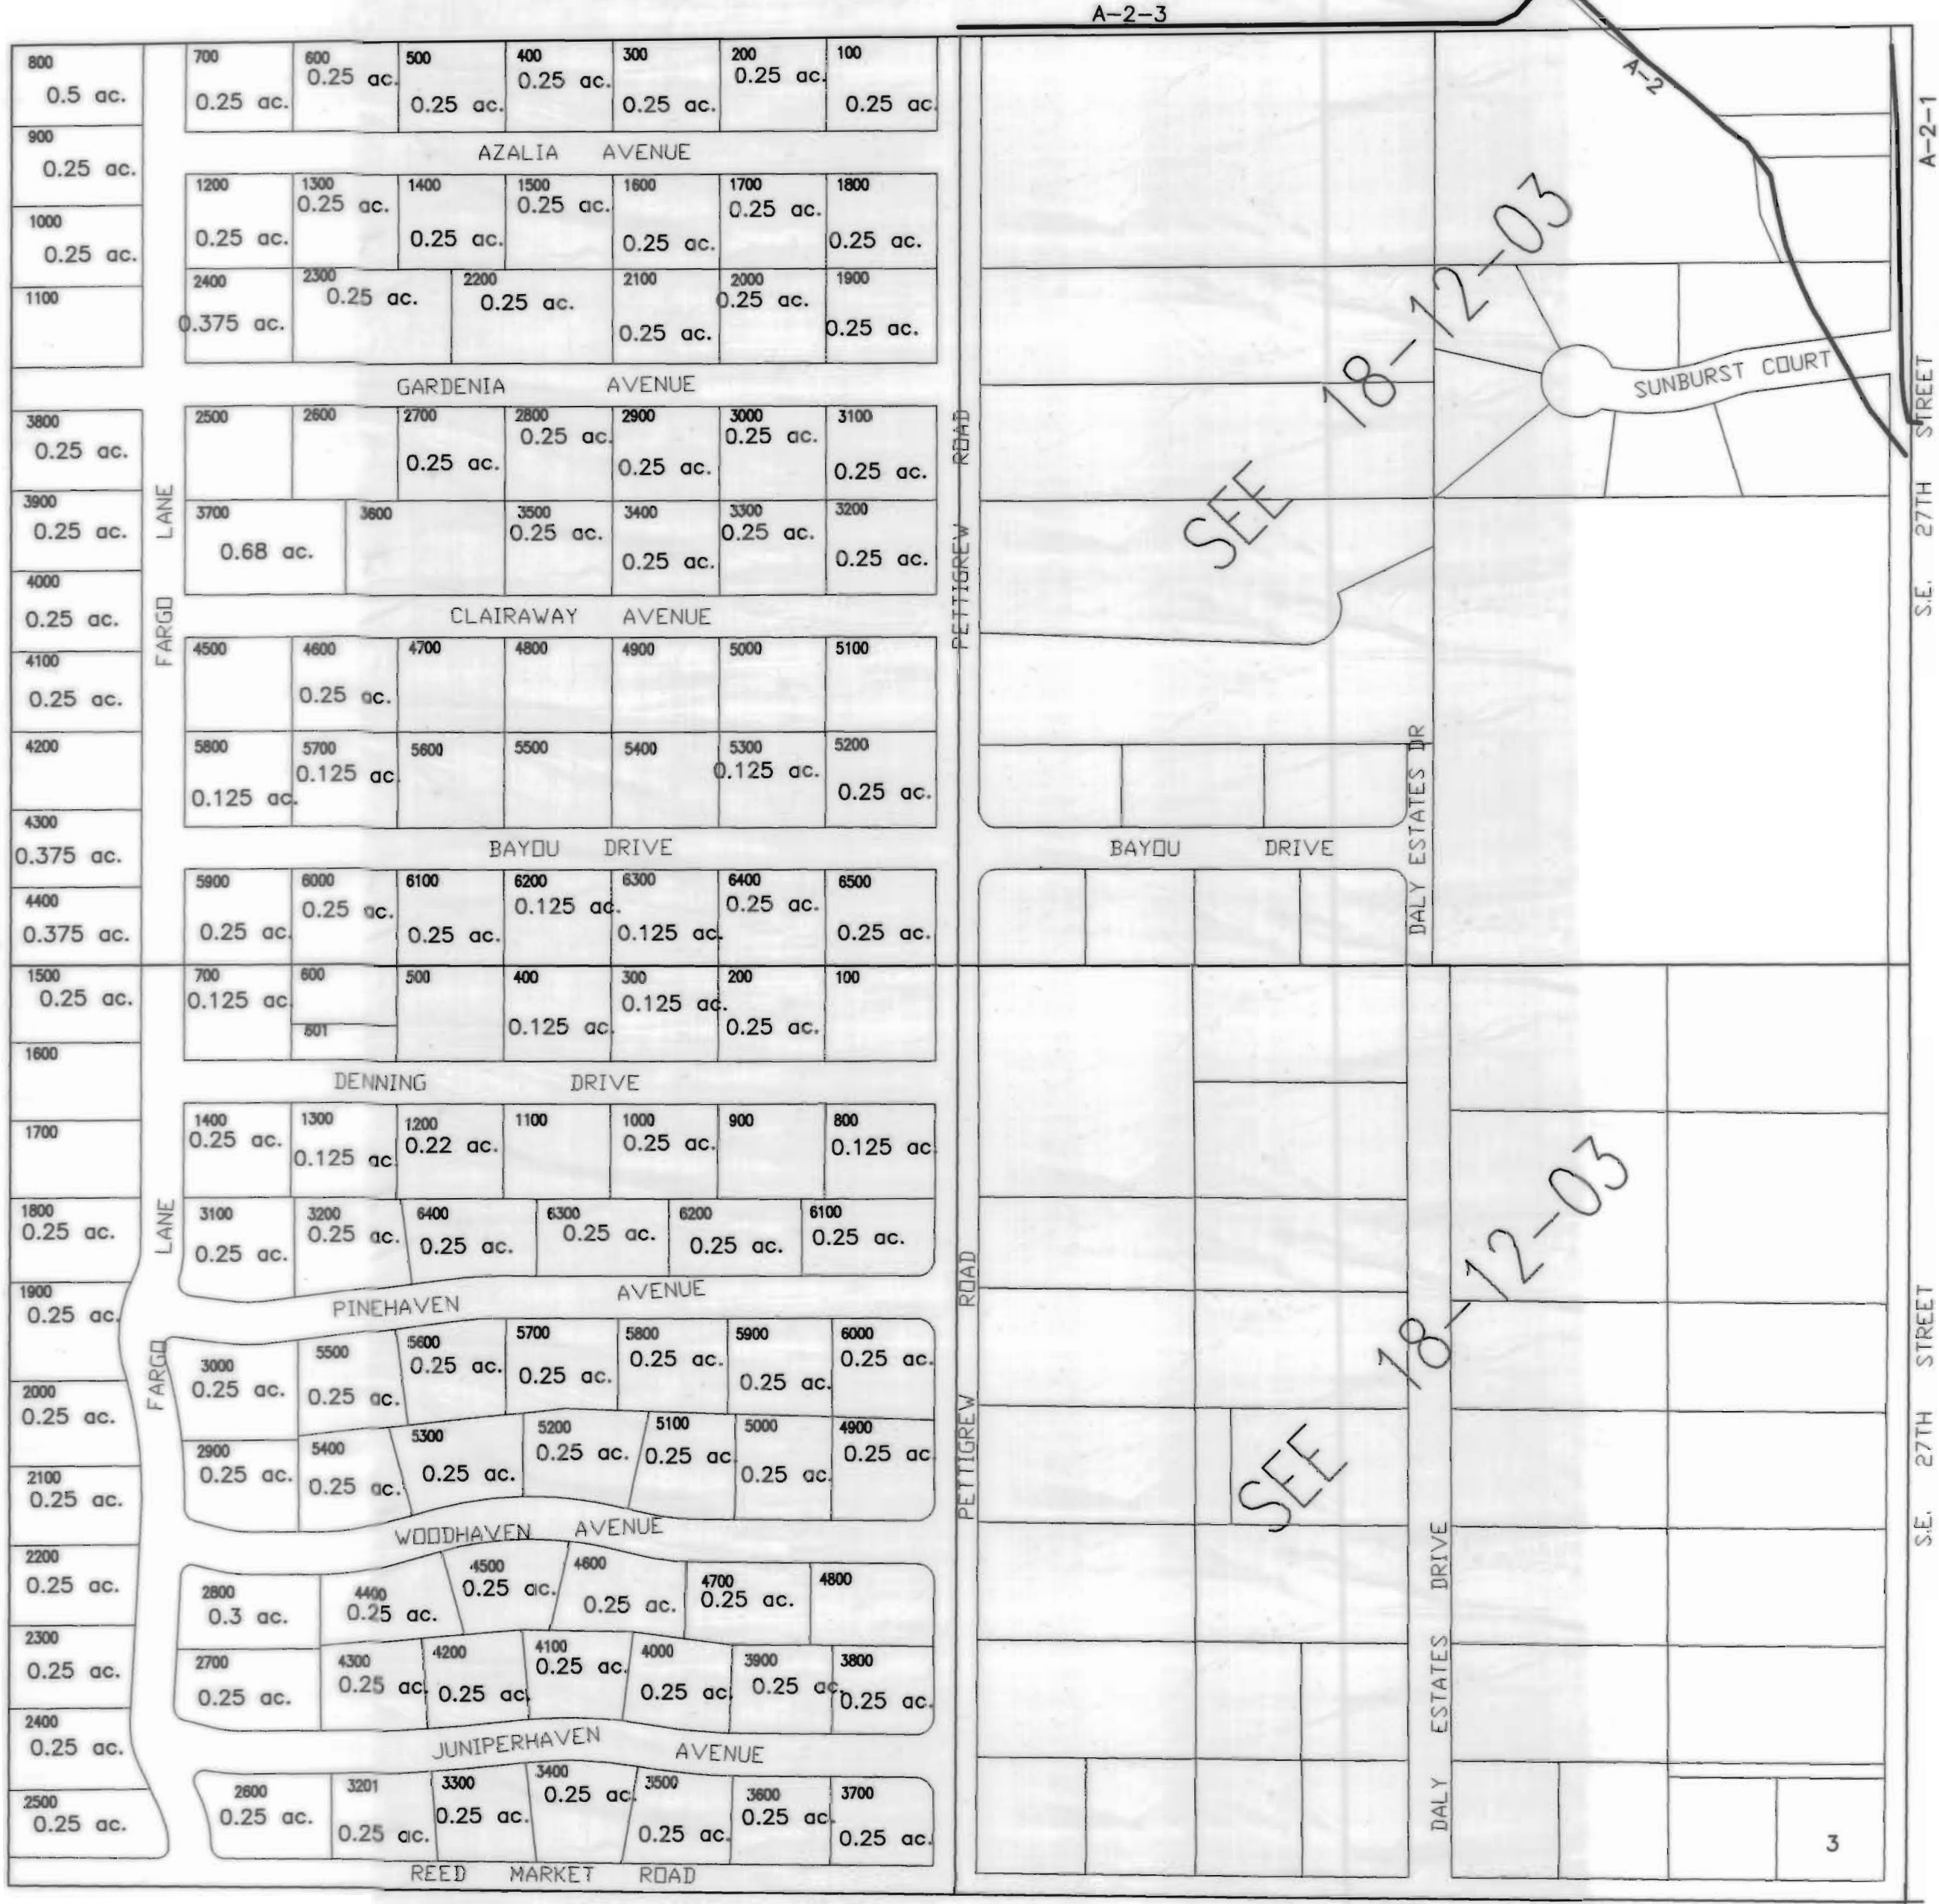 A-2-3
A-2
A-2-1
800
0.5 ac.
900
0.25 ac.
1000
0.25 ac.
1100
700
0.25 ac.
600
0.25 ac.
500
0.25 ac.
400
0.25 ac.
300
0.25 ac.
200
0.25 ac.
100
0.25 ac.
AZALIA AVENUE
1200
0.25 ac.
1300
0.25 ac.
1400
0.25 ac.
1500
0.25 ac.
1600
0.25 ac.
1700
0.25 ac.
1800
0.25 ac.
2400
0.375 ac.
2300
0.25 ac.
2200
0.25 ac.
2100
0.25 ac.
2000
0.25 ac.
1900
0.25 ac.
GARDENIA AVENUE
3800
0.25 ac.
3900
0.25 ac.
4000
0.25 ac.
4100
0.25 ac.
4200
4300
0.375 ac.
4400
0.375 ac.
FARGO LANE
2500
2600
2700
0.25 ac.
2800
0.25 ac.
2900
0.25 ac.
3000
0.25 ac.
3100
0.25 ac.
3700
0.68 ac.
3600
3500
0.25 ac.
3400
0.25 ac.
3300
0.25 ac.
3200
0.25 ac.
CLAIRAWAY AVENUE
4500
4600
0.25 ac.
4700
4800
4900
5000
5100
5800
0.125 ac.
5700
0.125 ac
5600
5500
5400
5300
0.125 ac.
5200
0.25 ac.
BAYOU DRIVE
5900
0.25 ac.
6000
0.25 ac.
6100
0.25 ac.
6200
0.125 ac.
6300
0.125 ac.
6400
0.25 ac.
6500
0.25 ac.
PETTIGREW ROAD
SEE 18-12-03
SUNBURST COURT
S.E. 27TH STREET
BAYOU DRIVE
DALY ESTATES DR
1500
0.25 ac.
1600
1700
1800
0.25 ac.
1900
0.25 ac.
2000
0.25 ac.
2100
0.25 ac.
2200
0.25 ac.
2300
0.25 ac.
2400
0.25 ac.
2500
0.25 ac.
700
0.125 ac.
600
601
500
400
0.125 ac
300
0.125 ac.
200
0.25 ac.
100
DENNING DRIVE
1400
0.25 ac.
1300
0.125 ac
1200
0.22 ac.
1100
1000
0.25 ac.
900
800
0.125 ac
3100
0.25 ac.
3200
0.25 ac.
6400
0.25 ac.
6300
0.25 ac.
6200
0.25 ac.
6100
0.25 ac.
FARGO LANE
PINEHAVEN AVENUE
3000
0.25 ac.
5500
0.25 ac.
5600
0.25 ac.
5700
0.25 ac.
5800
0.25 ac.
5900
0.25 ac.
6000
0.25 ac.
2900
0.25 ac.
5400
0.25 ac.
5300
0.25 ac.
5200
0.25 ac.
5100
0.25 ac
5000
0.25 ac
4900
0.25 ac
WOODHAVEN AVENUE
2800
0.3 ac.
4400
0.25 ac.
4500
0.25 ac.
4600
0.25 ac.
4700
0.25 ac.
4800
2700
0.25 ac.
4300
0.25 ac
4200
0.25 ac
4100
0.25 ac.
4000
0.25 ac
3900
0.25 ac.
3800
0.25 ac.
JUNIPERHAVEN AVENUE
2600
0.25 ac.
3201
0.25 ac.
3300
0.25 ac.
3400
0.25 ac.
3500
0.25 ac.
3600
0.25 ac.
3700
0.25 ac.
REED MARKET ROAD
PETTIGREW ROAD
SEE 18-12-03
DALY ESTATES DRIVE
S.E. 27TH STREET
3